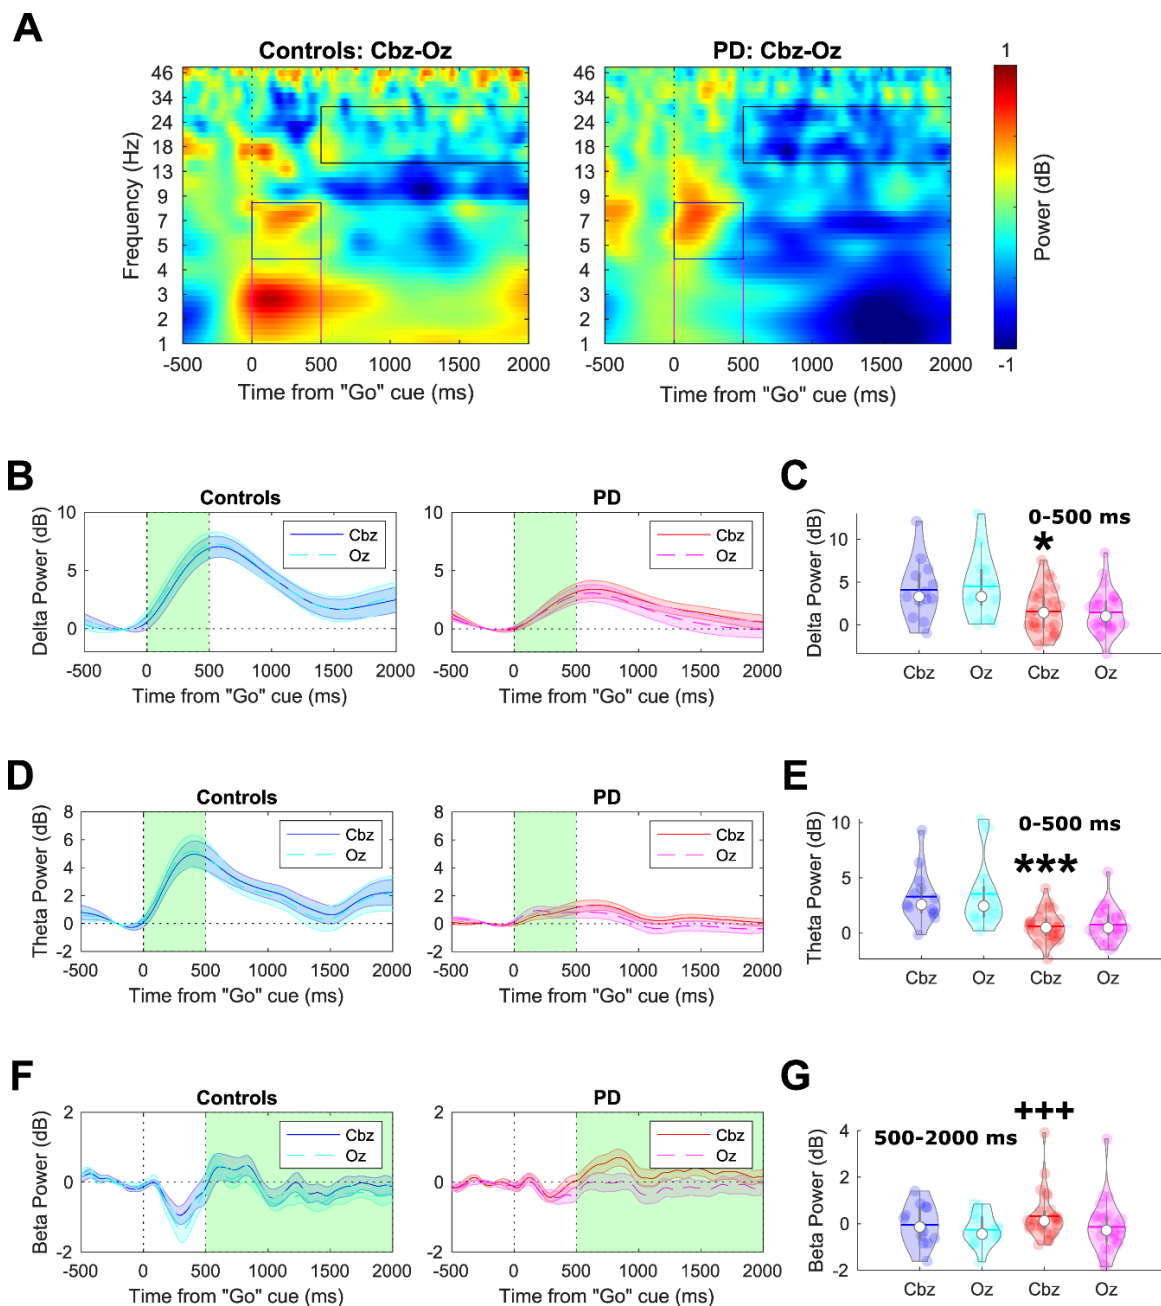 A
Controls: Cbz-Oz
PD: Cbz-Oz
1
46
34
24
18
13
9
7
5
4
3
2
1
Frequency (Hz)
-500 0 500 1000 1500 2000
Time from "Go" cue (ms)
46
34
24
18
13
9
7
5
4
3
2
1
-500 0 500 1000 1500 2000
Time from "Go" cue (ms)
-1
Power (dB)
B
Controls
10
5
0
Delta Power (dB)
Cbz
Oz
-500 0 500 1000 1500 2000
Time from "Go" cue (ms)
PD
10
5
0
Delta Power (dB)
Cbz
Oz
-500 0 500 1000 1500 2000
Time from "Go" cue (ms)
C
0-500 ms
*
10
5
0
Delta Power (dB)
Cbz Oz Cbz Oz
D
Controls
8
6
4
2
0
-2
Theta Power (dB)
Cbz
Oz
-500 0 500 1000 1500 2000
Time from "Go" cue (ms)
PD
8
6
4
2
0
-2
Theta Power (dB)
Cbz
Oz
-500 0 500 1000 1500 2000
Time from "Go" cue (ms)
E
0-500 ms
***
10
5
0
Theta Power (dB)
Cbz Oz Cbz Oz
F
Controls
2
0
-2
Beta Power (dB)
Cbz
Oz
-500 0 500 1000 1500 2000
Time from "Go" cue (ms)
PD
2
0
-2
Beta Power (dB)
Cbz
Oz
-500 0 500 1000 1500 2000
Time from "Go" cue (ms)
G
+++
500-2000 ms
4
2
0
-2
Beta Power (dB)
Cbz Oz Cbz Oz